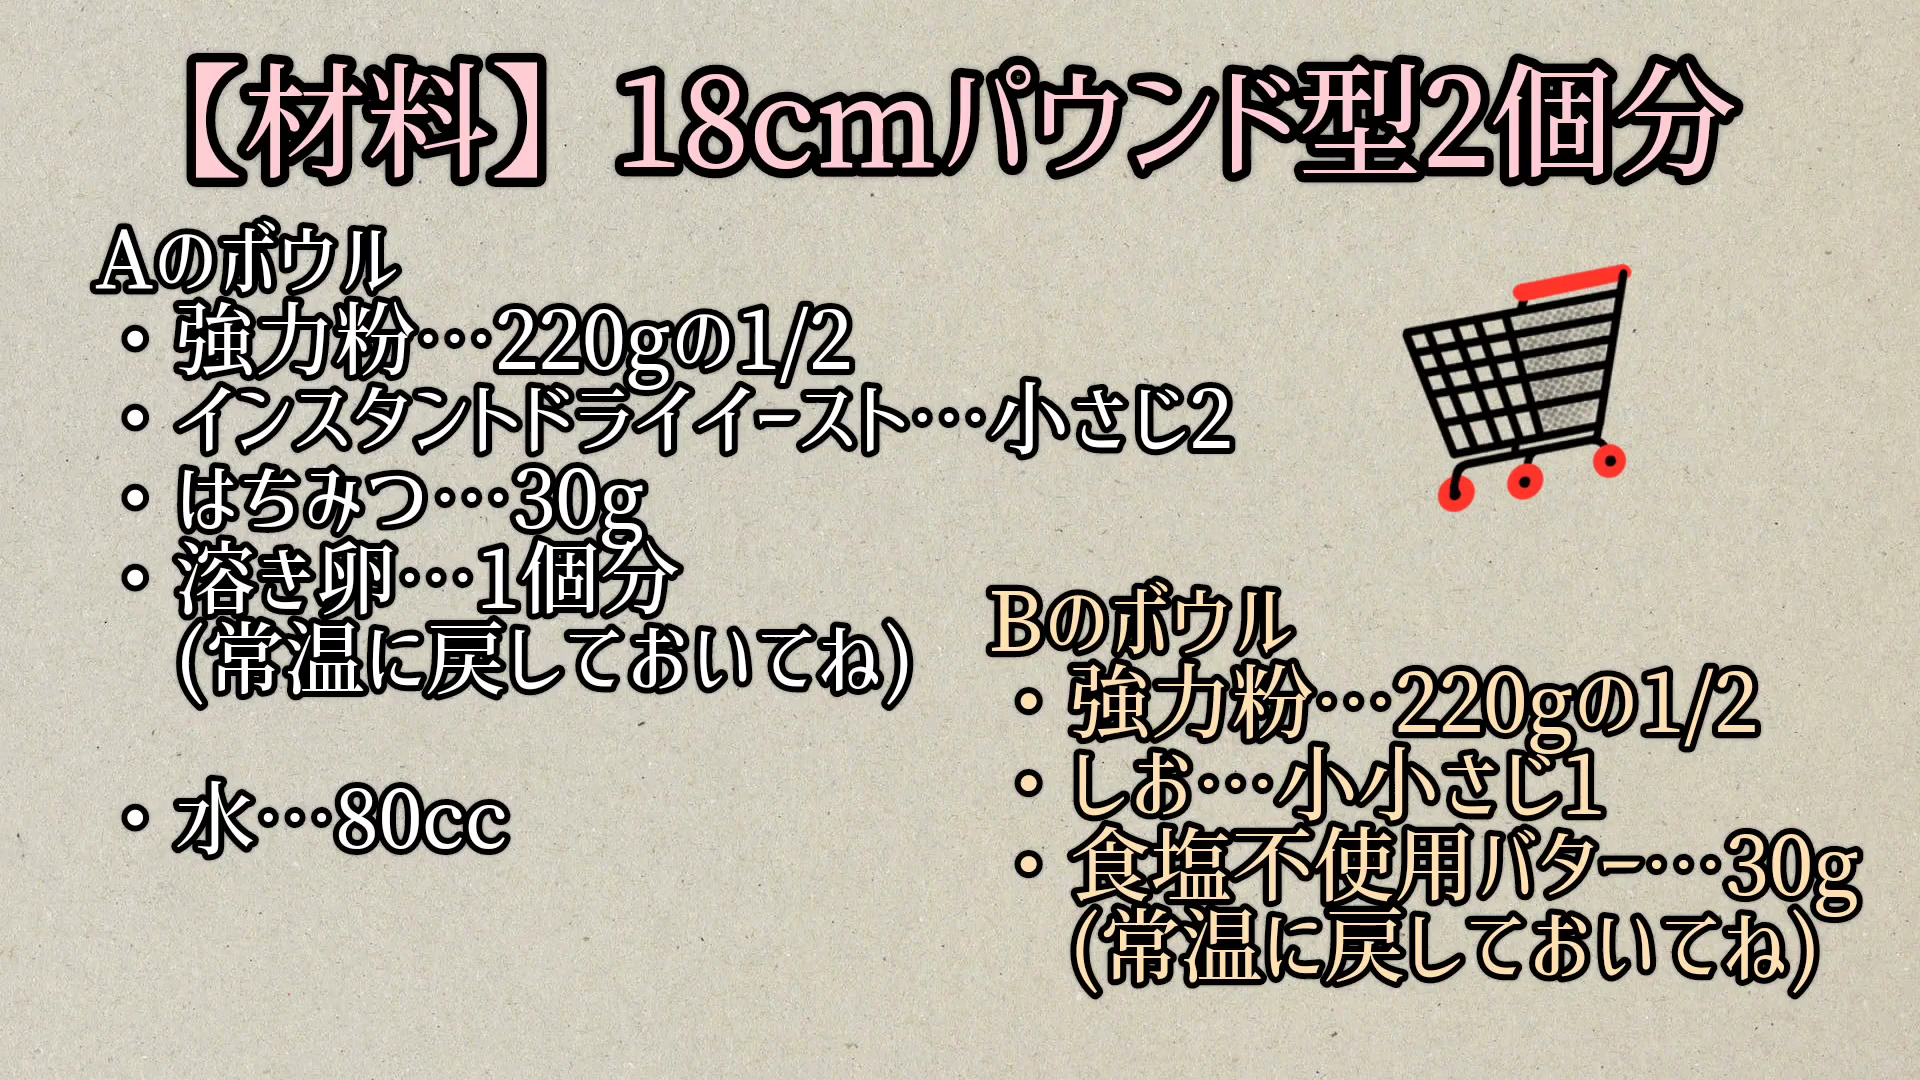 【材料】18cmパウンド型2個分
Aのボウル
・強力粉…220gの1/2
・インスタントドライイースト…小さじ2
・はちみつ…30g
・溶き卵…1個分
(常温に戻しておいてね)
・水…80cc
Bのボウル
・強力粉…220gの1/2
・しお…小小さじ1
・食塩不使用バター…30g
(常温に戻しておいてね)